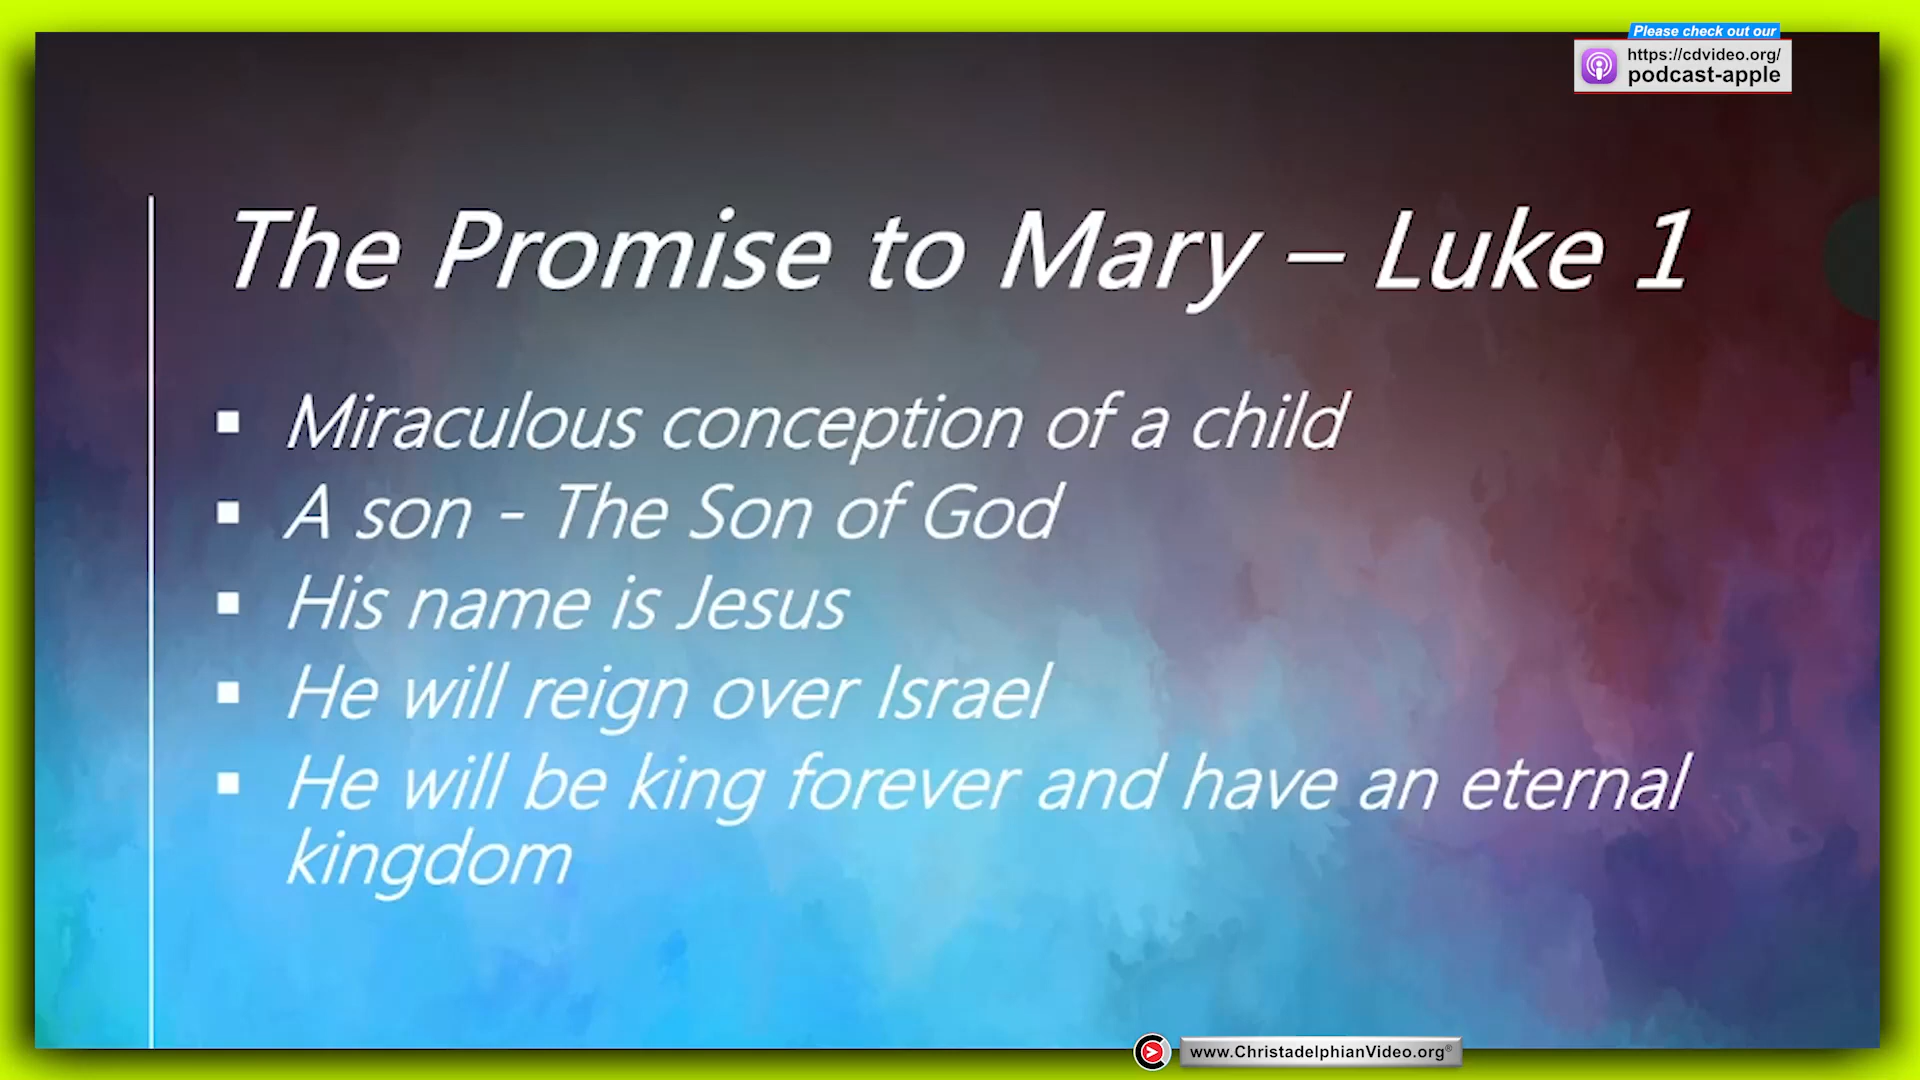 Please check out our
https://cdvideo.org/
podcast-apple
The Promise to Mary – Luke 1
▪ Miraculous conception of a child
▪ A son - The Son of God
▪ His name is Jesus
▪ He will reign over Israel
▪ He will be king forever and have an eternal
kingdom
www.ChristadelphianVideo.org®